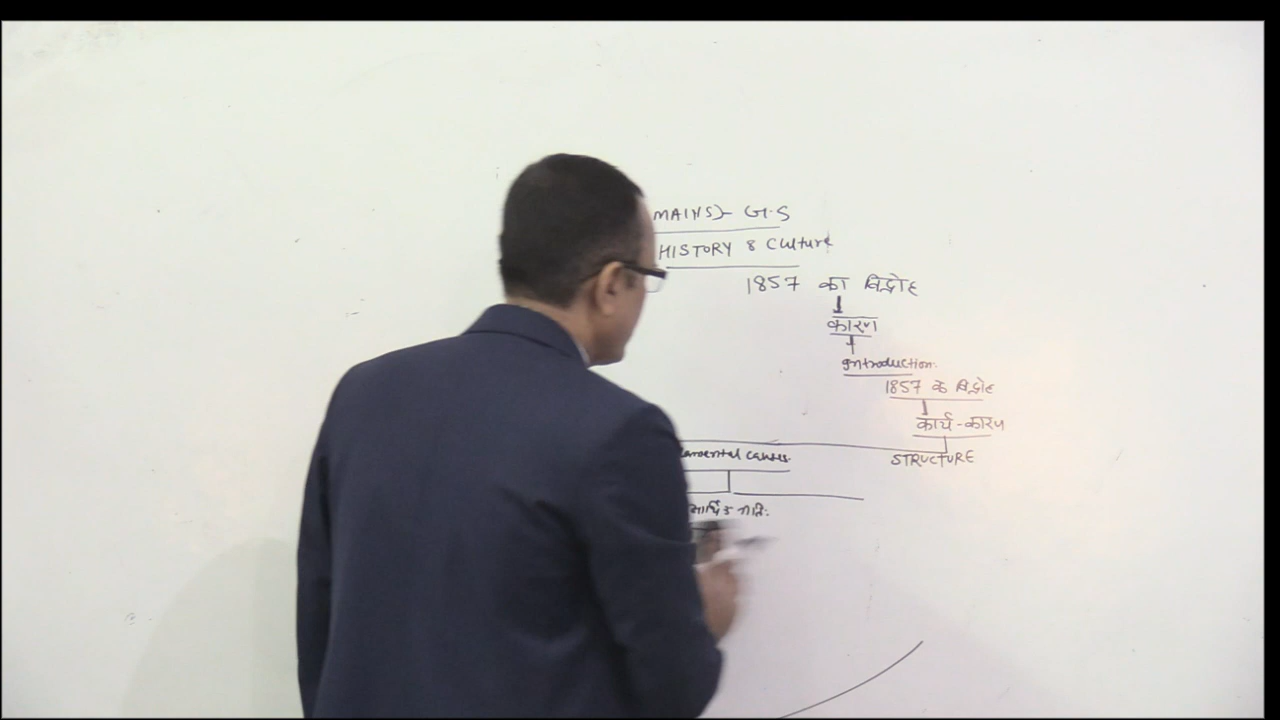 MAINS)- G.S
HISTORY & Culture
1857 का विद्रोह
कारण
Introduction:
1857 के विद्रोह
कार्य-कारण
STRUCTURE
causes.